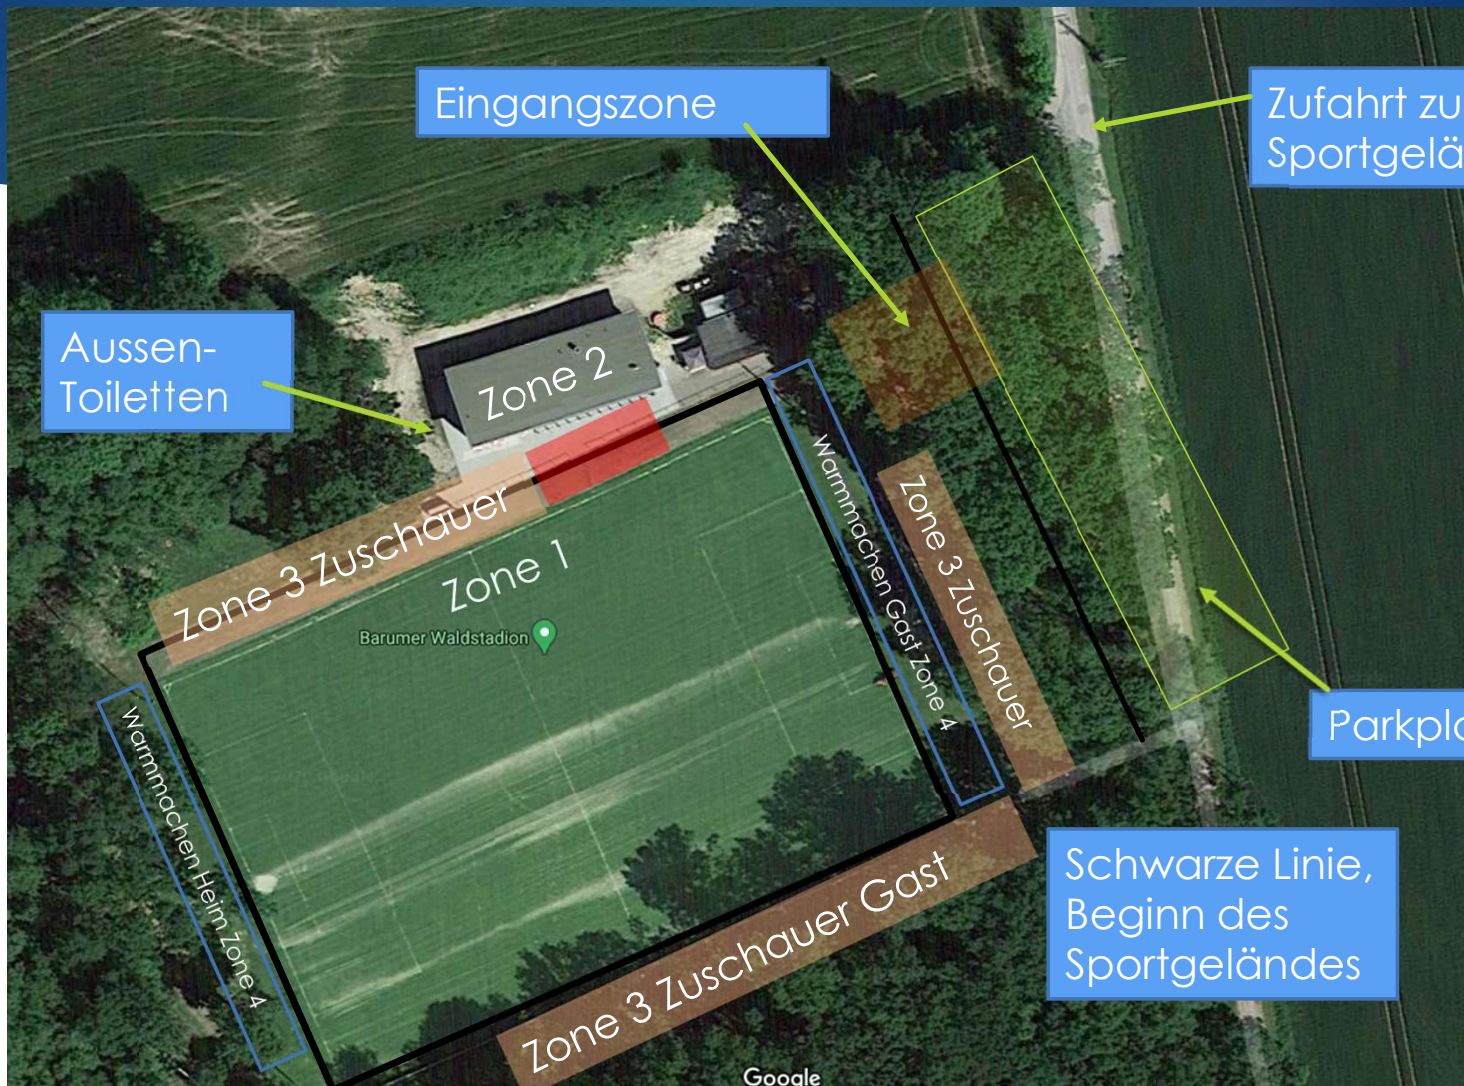 Eingangszone
Zufahrt zu
Sportgelä
Aussen-
Toiletten
Zone 2
Zone 3 Zuschauer
Zone 1
Barumer Waldstadion
Warmmachen Gast Zone 4
Zone 3 Zuschauer
Warmmachen Heim Zone 4
Parkpla
Schwarze Linie,
Beginn des
Sportgeländes
Zone 3 Zuschauer Gast
Google